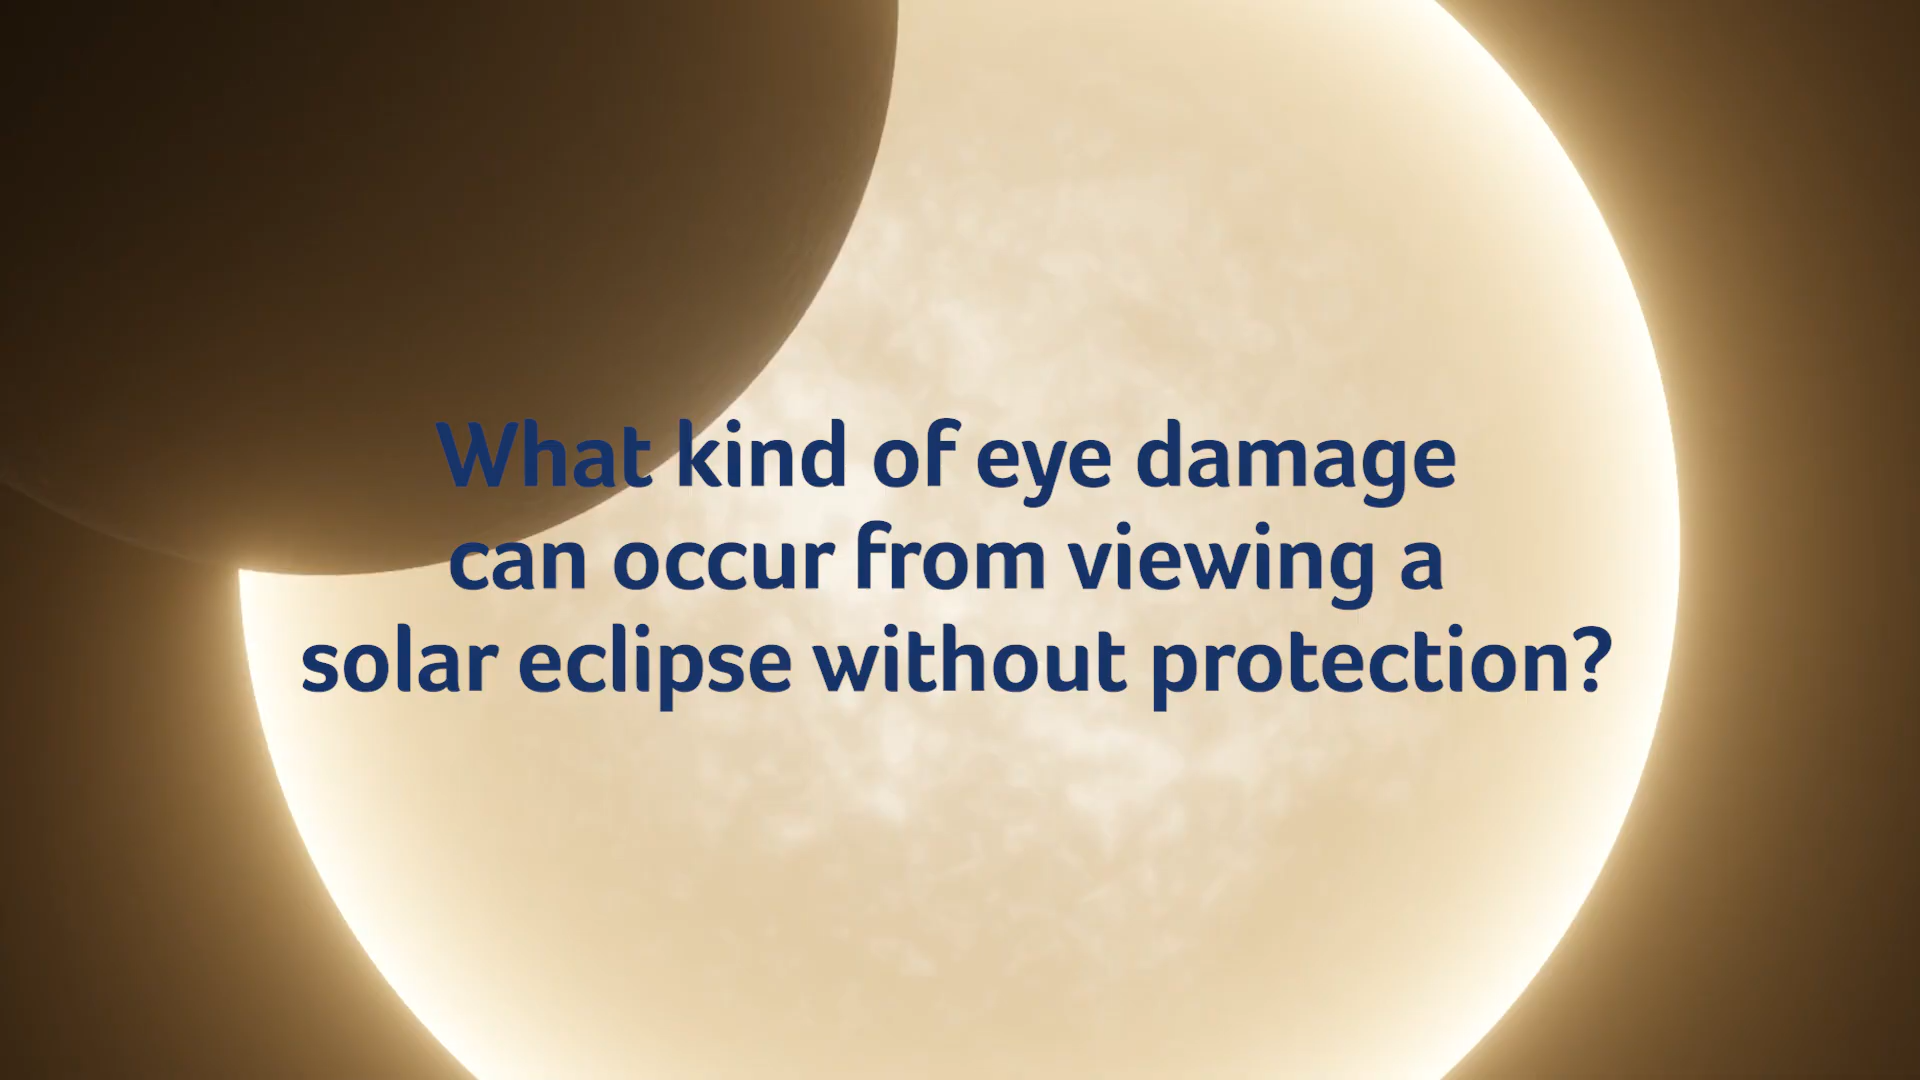 What kind of eye damage
can occur from viewing a
solar eclipse without protection?